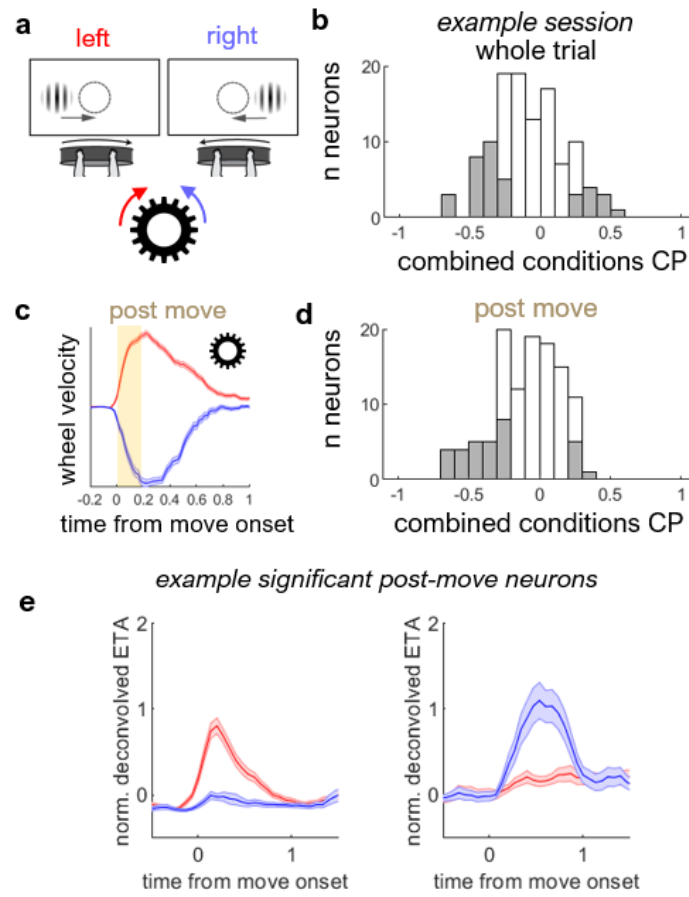 a
left
right
b
example session
whole trial
n neurons
20
10
0
-1
-0.5
0
0.5
1
combined conditions CP
c
post move
wheel velocity
-0.2
0
0.2
0.4
0.6
0.8
1
time from move onset
d
post move
n neurons
20
10
0
-1
-0.5
0
0.5
1
combined conditions CP
example significant post-move neurons
e
norm. deconvolved ETA
2
1
0
0
1
time from move onset
norm. deconvolved ETA
2
1
0
0
1
time from move onset